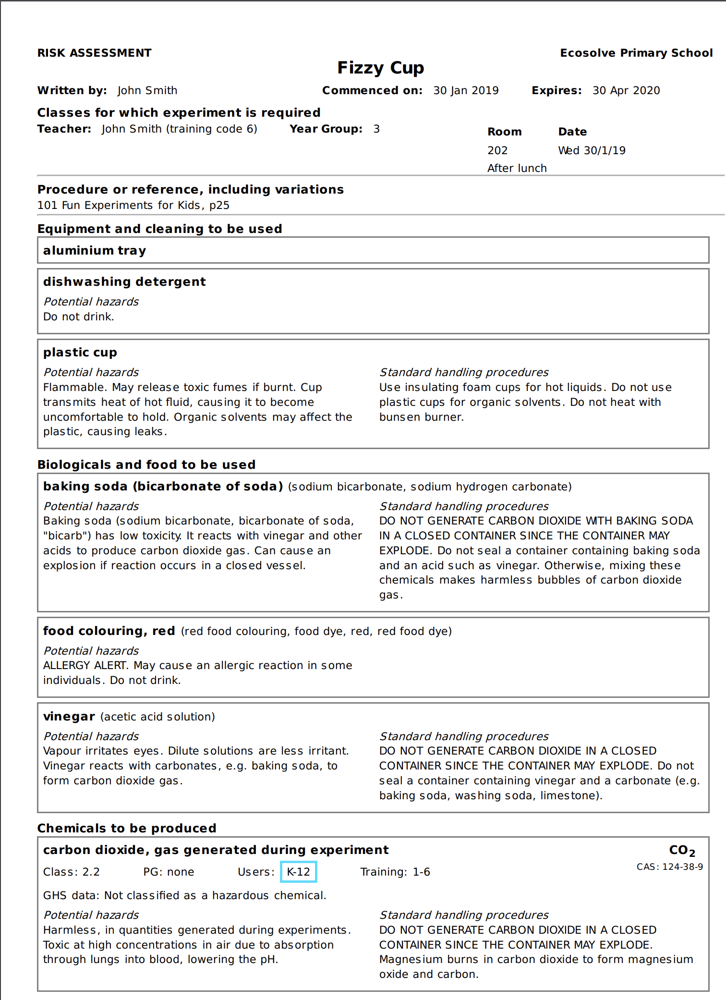 RISK ASSESSMENT
Ecosolve Primary School
Fizzy Cup
Written by: John Smith
Commenced on: 30 Jan 2019
Expires: 30 Apr 2020
Classes for which experiment is required
Teacher: John Smith (training code 6)
Year Group: 3
Room
Date
202
Wed 30/1/19
After lunch
Procedure or reference, including variations
101 Fun Experiments for Kids, p25
Equipment and cleaning to be used
aluminium tray
dishwashing detergent
Potential hazards
Do not drink.
plastic cup
Potential hazards
Flammable. May release toxic fumes if burnt. Cup
transmits heat of hot fluid, causing it to become
uncomfortable to hold. Organic solvents may affect the
plastic, causing leaks.
Standard handling procedures
Use insulating foam cups for hot liquids. Do not use
plastic cups for organic solvents. Do not heat with
bunsen burner.
Biologicals and food to be used
baking soda (bicarbonate of soda) (sodium bicarbonate, sodium hydrogen carbonate)
Potential hazards
Baking soda (sodium bicarbonate, bicarbonate of soda,
"bicarb") has low toxicity. It reacts with vinegar and other
acids to produce carbon dioxide gas. Can cause an
explosion if reaction occurs in a closed vessel.
Standard handling procedures
DO NOT GENERATE CARBON DIOXIDE WITH BAKING SODA
IN A CLOSED CONTAINER SINCE THE CONTAINER MAY
EXPLODE. Do not seal a container containing baking soda
and an acid such as vinegar. Otherwise, mixing these
chemicals makes harmless bubbles of carbon dioxide
gas.
food colouring, red (red food colouring, food dye, red, red food dye)
Potential hazards
ALLERGY ALERT. May cause an allergic reaction in some
individuals. Do not drink.
vinegar (acetic acid solution)
Potential hazards
Vapour irritates eyes. Dilute solutions are less irritant.
Vinegar reacts with carbonates, e.g. baking soda, to
form carbon dioxide gas.
Standard handling procedures
DO NOT GENERATE CARBON DIOXIDE IN A CLOSED
CONTAINER SINCE THE CONTAINER MAY EXPLODE. Do not
seal a container containing vinegar and a carbonate (e.g.
baking soda, washing soda, limestone).
Chemicals to be produced
carbon dioxide, gas generated during experiment
CO2
Class: 2.2
PG: none
Users: K-12
Training: 1-6
CAS: 124-38-9
GHS data: Not classified as a hazardous chemical.
Potential hazards
Harmless, in quantities generated during experiments.
Toxic at high concentrations in air due to absorption
through lungs into blood, lowering the pH.
Standard handling procedures
DO NOT GENERATE CARBON DIOXIDE IN A CLOSED
CONTAINER SINCE THE CONTAINER MAY EXPLODE.
Magnesium burns in carbon dioxide to form magnesium
oxide and carbon.